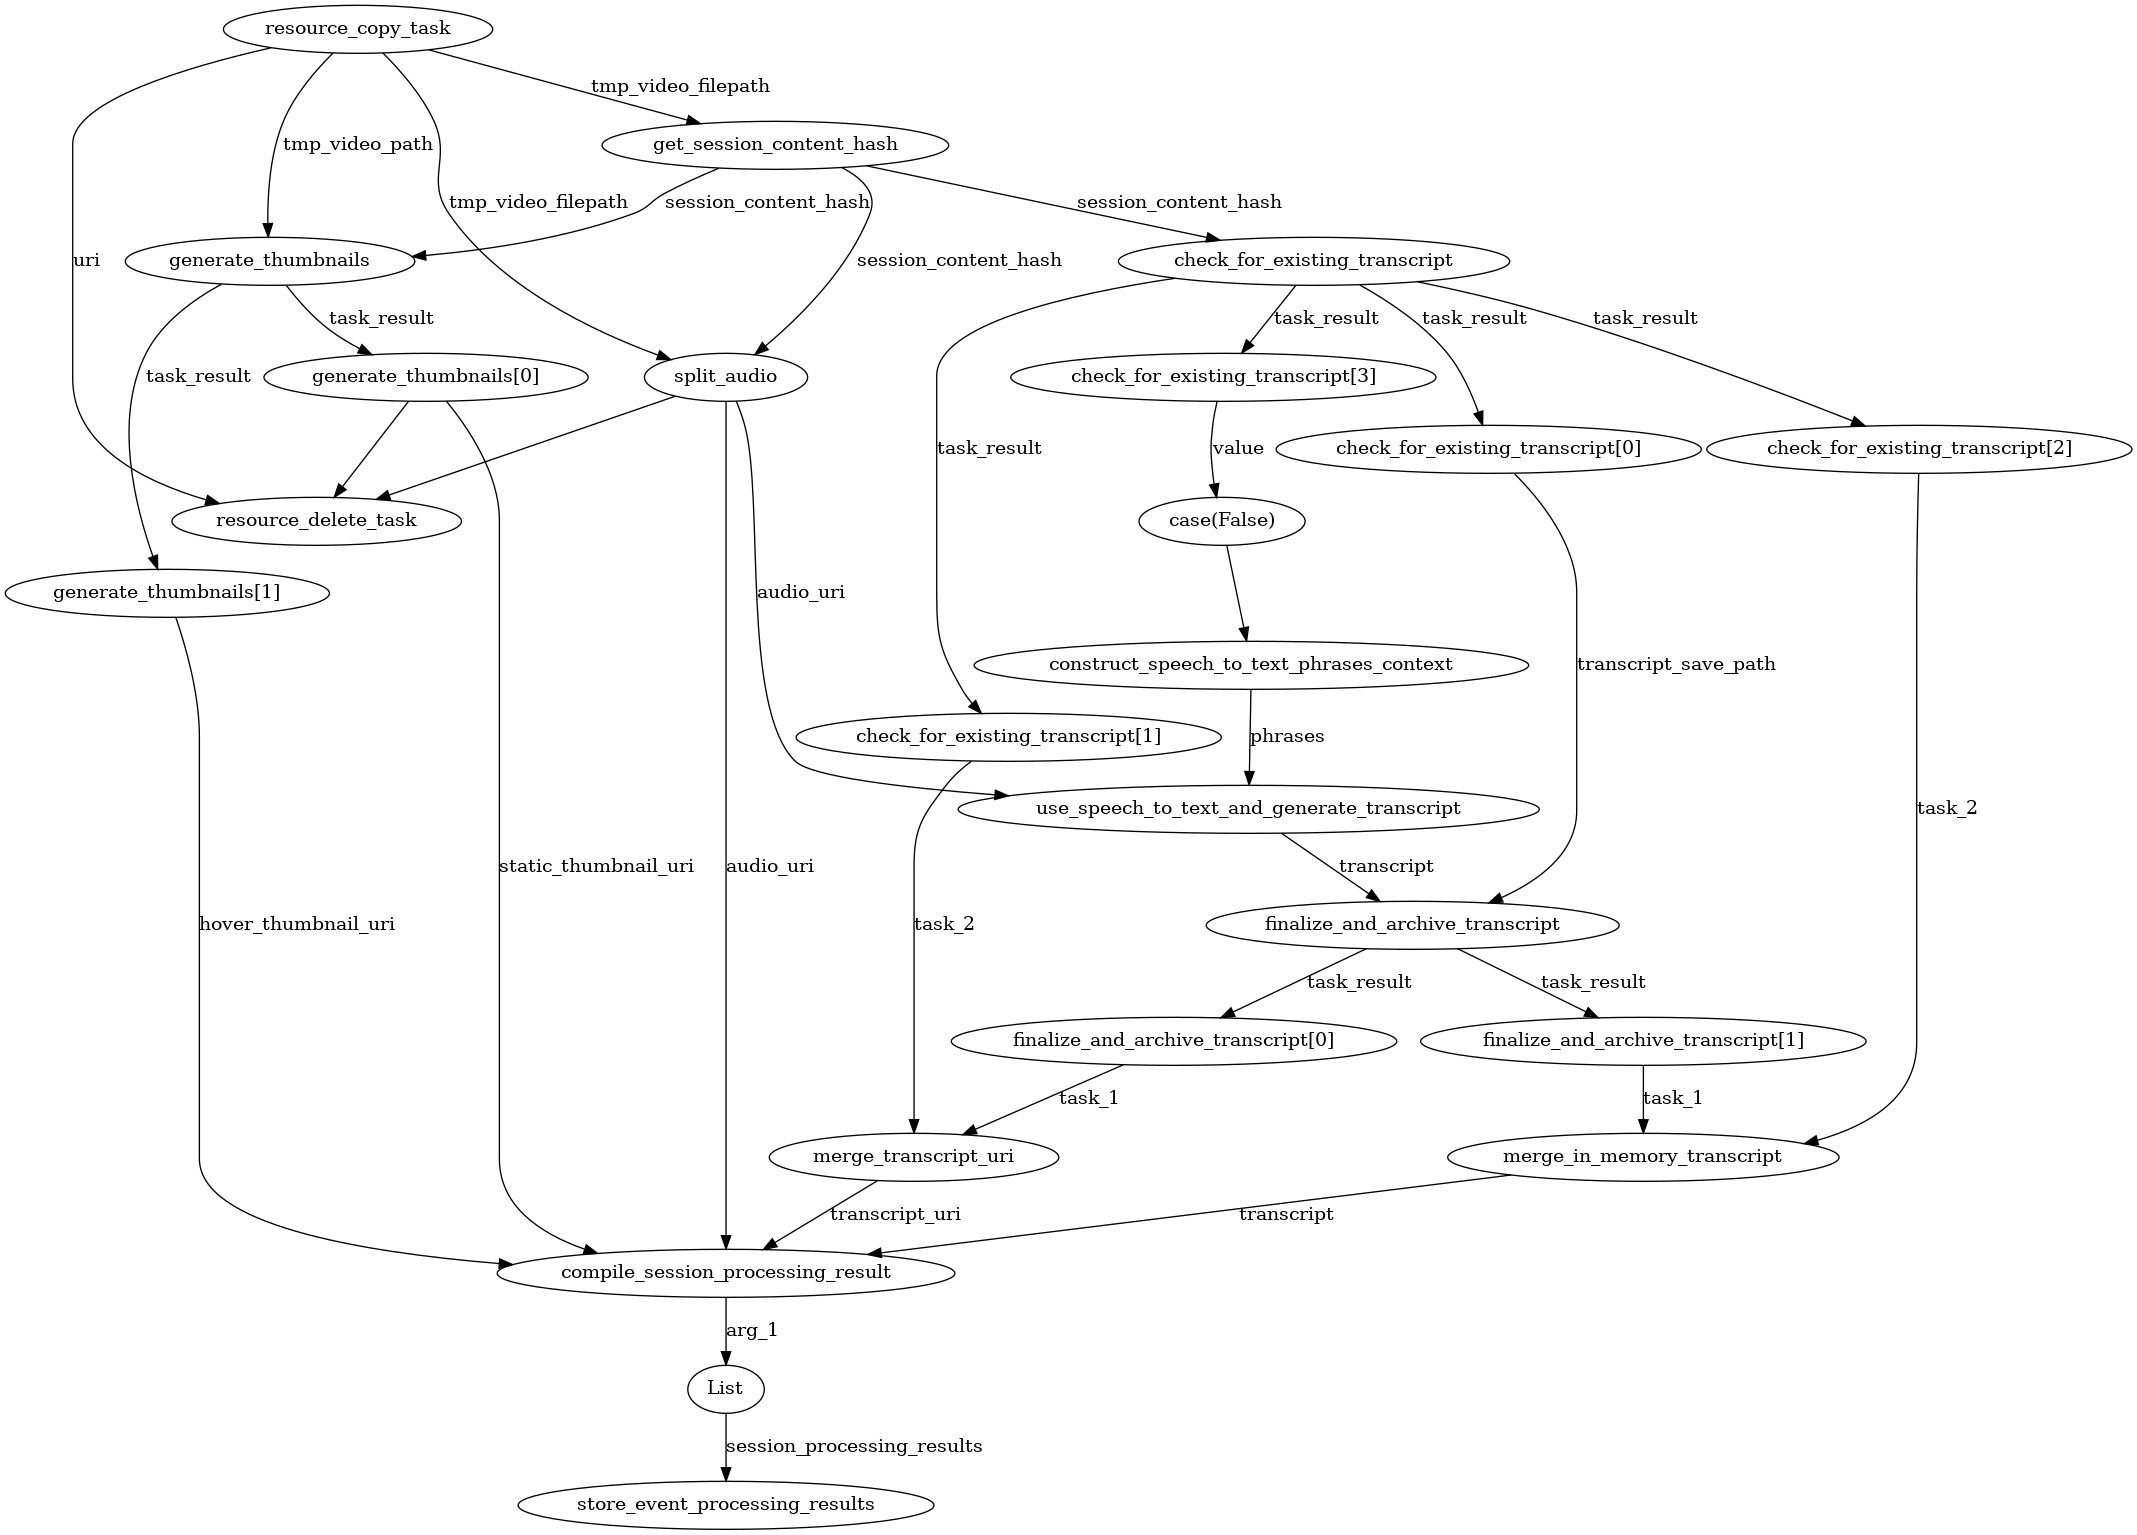 resource_copy_task
tmp_video_filepath
tmp_video_path
get_session_content_hash
tmp_video_filepath
session_content_hash
session_content_hash
uri
generate_thumbnails
session_content_hash
check_for_existing_transcript
task_result
task_result
task_result
task_result
task_result
generate_thumbnails[0]
split_audio
check_for_existing_transcript[3]
task_result
value
check_for_existing_transcript[0]
check_for_existing_transcript[2]
resource_delete_task
case(False)
generate_thumbnails[1]
audio_uri
construct_speech_to_text_phrases_context
transcript_save_path
check_for_existing_transcript[1]
phrases
use_speech_to_text_and_generate_transcript
task_2
static_thumbnail_uri
audio_uri
transcript
hover_thumbnail_uri
task_2
finalize_and_archive_transcript
task_result
task_result
finalize_and_archive_transcript[0]
finalize_and_archive_transcript[1]
task_1
task_1
merge_transcript_uri
merge_in_memory_transcript
transcript_uri
transcript
compile_session_processing_result
arg_1
List
session_processing_results
store_event_processing_results